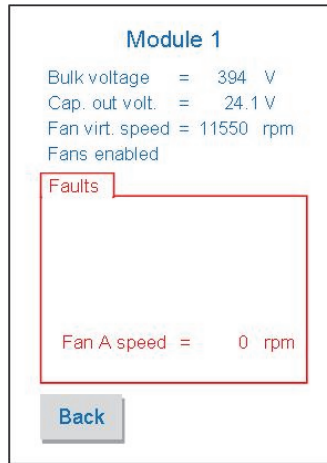 Module 1
Bulk voltage = 394 V
Cap. out volt. = 24.1 V
Fan virt. speed = 11550 rpm
Fans enabled
Faults
Fan A speed = 0 rpm
Back